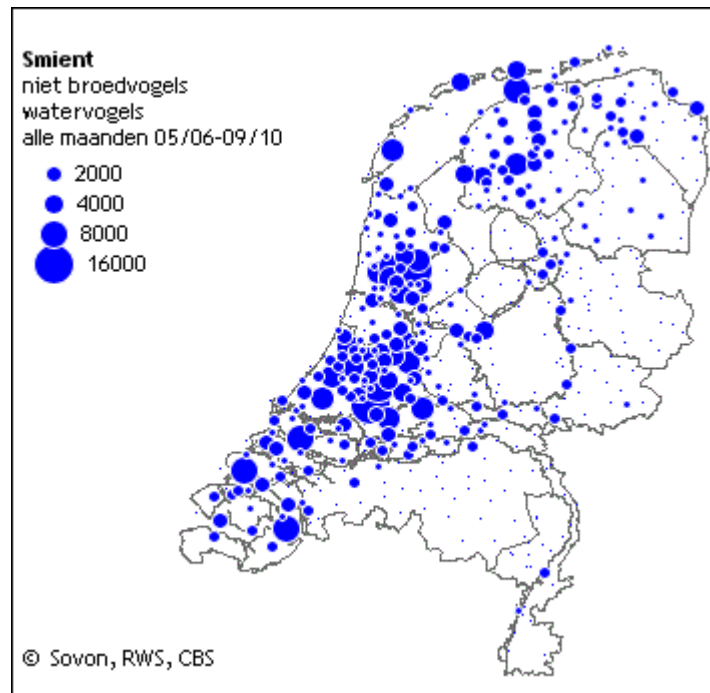 Smient
niet broedvogels
watervogels
alle maanden 05/06-09/10
2000
4000
8000
16000
© Sovon, RWS, CBS